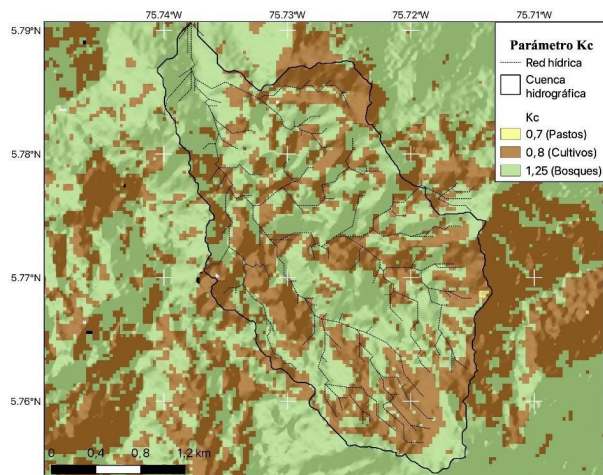 75.74°W 75.73°W 75.72°W 75.71°W
5.79°N
5.78°N
5.77°N
5.76°N
Parámetro Kc
Red hídrica
Cuenca
hidrográfica
Kc
0,7 (Pastos)
0,8 (Cultivos)
1,25 (Bosques)
0 0,4 0,8 1,2 km